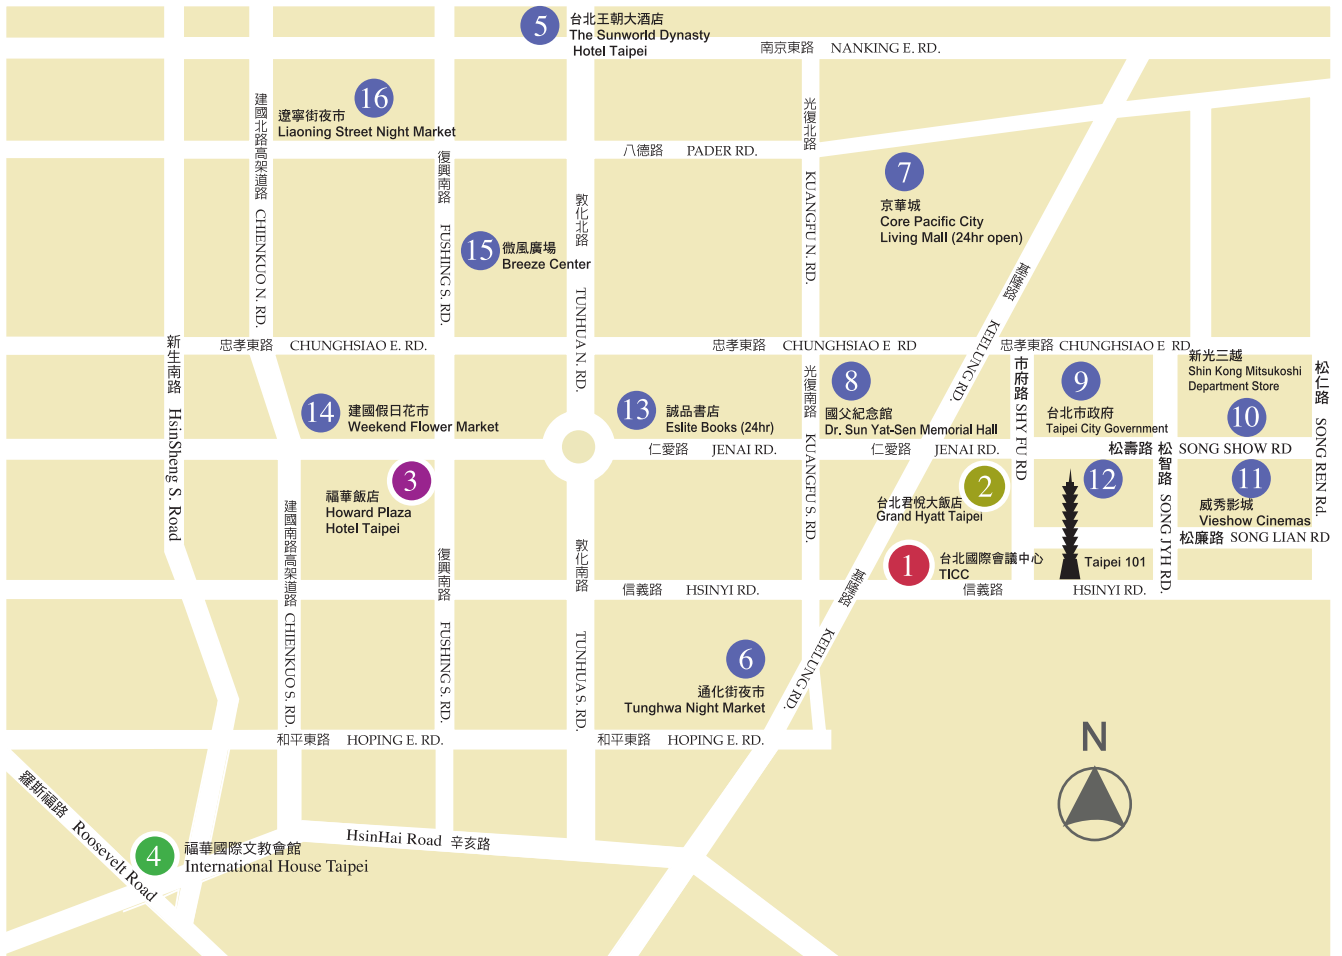 5
台北王朝大酒店
The Sunworld Dynasty
Hotel Taipei
南京東路 NANKING E. RD.
16
遼寧街夜市
Liaoning Street Night Market
建國北路高架道路 CHIENKUO N. RD.
復興南路 FUSHING S. RD.
八德路 PADER RD.
光復北路 KUANGFU N. RD.
7
京華城
Core Pacific City
Living Mall (24hr open)
敦化北路 TUNHUA N. RD.
15
微風廣場
Breeze Center
基隆路 KEELUNG RD.
新生南路 HsinSheng S. Road
忠孝東路 CHUNGHSIAO E. RD.
忠孝東路 CHUNGHSIAO E RD
忠孝東路 CHUNGHSIAO E RD
市府路 SHY FU RD
新光三越
Shin Kong Mitsukoshi
Department Store
10
松仁路 SONG REN Rd.
14
建國假日花市
Weekend Flower Market
13
誠品書店
Eslite Books (24hr)
光復南路 KUANGFU S. RD.
8
國父紀念館
Dr. Sun Yat-Sen Memorial Hall
9
台北市政府
Taipei City Government
仁愛路 JENAI RD.
仁愛路 JENAI RD.
松壽路 SONG SHOW RD
松智路 SONG JYH RD.
3
福華飯店
Howard Plaza
Hotel Taipei
2
台北君悅大飯店
Grand Hyatt Taipei
12
11
威秀影城
Vieshow Cinemas
松廉路 SONG LIAN RD
建國南路高架道路 CHIENKUO S. RD.
復興南路 FUSHING S. RD.
敦化南路 TUNHUA S. RD.
1
台北國際會議中心
TICC
Taipei 101
信義路 HSINYI RD.
信義路 HSINYI RD.
基隆路 KEELUNG RD.
6
通化街夜市
Tunghwa Night Market
和平東路 HOPING E. RD.
和平東路 HOPING E. RD.
N
羅斯福路 Roosevelt Road
HsinHai Road 辛亥路
4
福華國際文教會館
International House Taipei